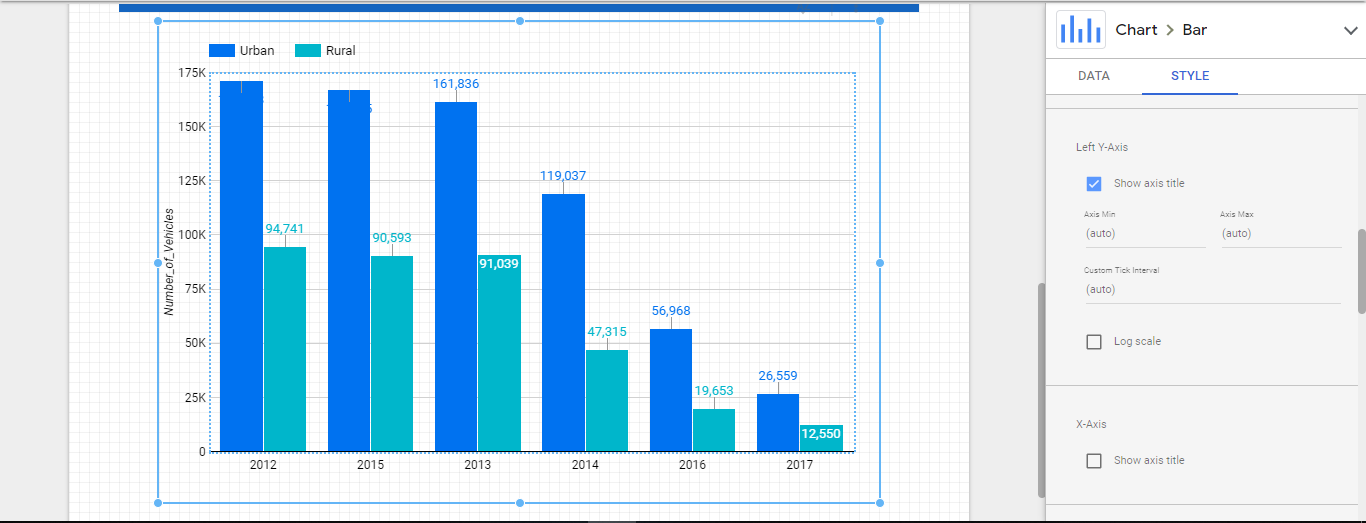 Chart > Bar
DATA STYLE
Urban Rural
175K
150K
125K
100K
75K
50K
25K
0
Number_of_Vehicles
161,836
119,037
94,741
90,593
91,039
56,968
47,315
26,559
19,653
12,550
2012 2015 2013 2014 2016 2017
Left Y-Axis
Show axis title
Axis Min Axis Max
(auto) (auto)
Custom Tick Interval
(auto)
Log scale
X-Axis
Show axis title